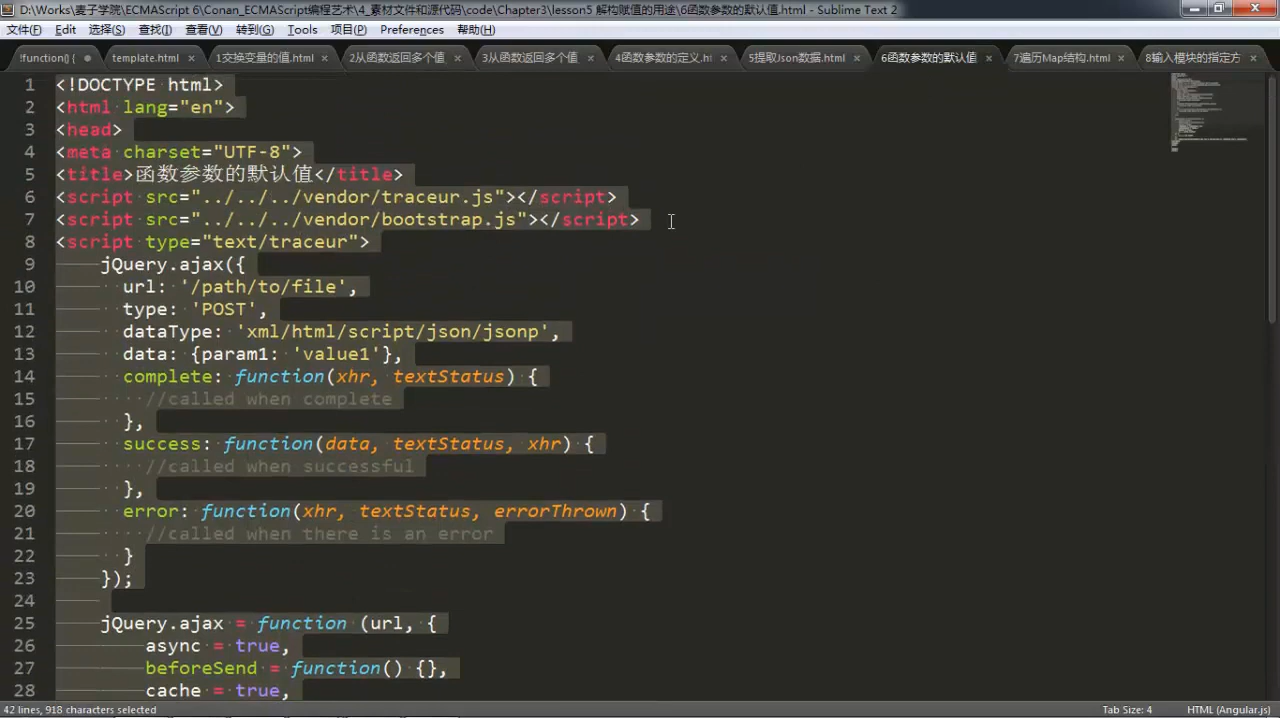 D:\Works\麦子学院\ECMAScript 6\Conan_ECMAScript编程艺术\4_素材文件和源代码\code\Chapter3\lesson5 解构赋值的用途\6函数参数的默认值.html - Sublime Text 2
文件(F) Edit 选择(S) 查找(I) 查看(V) 转到(G) Tools 项目(P) Preferences 帮助(H)
!function() { template.html 1交换变量的值.html 2从函数返回多个值 3从函数返回多个值 4函数参数的定义.ht 5提取Json数据.html 6函数参数的默认值 7遍历Map结构.html 8输入模块的指定方
1 <!DOCTYPE html>
2 <html lang="en">
3 <head>
4 <meta charset="UTF-8">
5 <title>函数参数的默认值</title>
6 <script src="../../../vendor/traceur.js"></script>
7 <script src="../../../vendor/bootstrap.js"></script>
8 <script type="text/traceur">
9 jQuery.ajax({
10 url: '/path/to/file',
11 type: 'POST',
12 dataType: 'xml/html/script/json/jsonp',
13 data: {param1: 'value1'},
14 complete: function(xhr, textStatus) {
15 //called when complete
16 },
17 success: function(data, textStatus, xhr) {
18 //called when successful
19 },
20 error: function(xhr, textStatus, errorThrown) {
21 //called when there is an error
22 }
23 });
24
25 jQuery.ajax = function (url, {
26 async = true,
27 beforeSend = function() {},
28 cache = true,
42 lines, 918 characters selected Tab Size: 4 HTML (Angular.js)